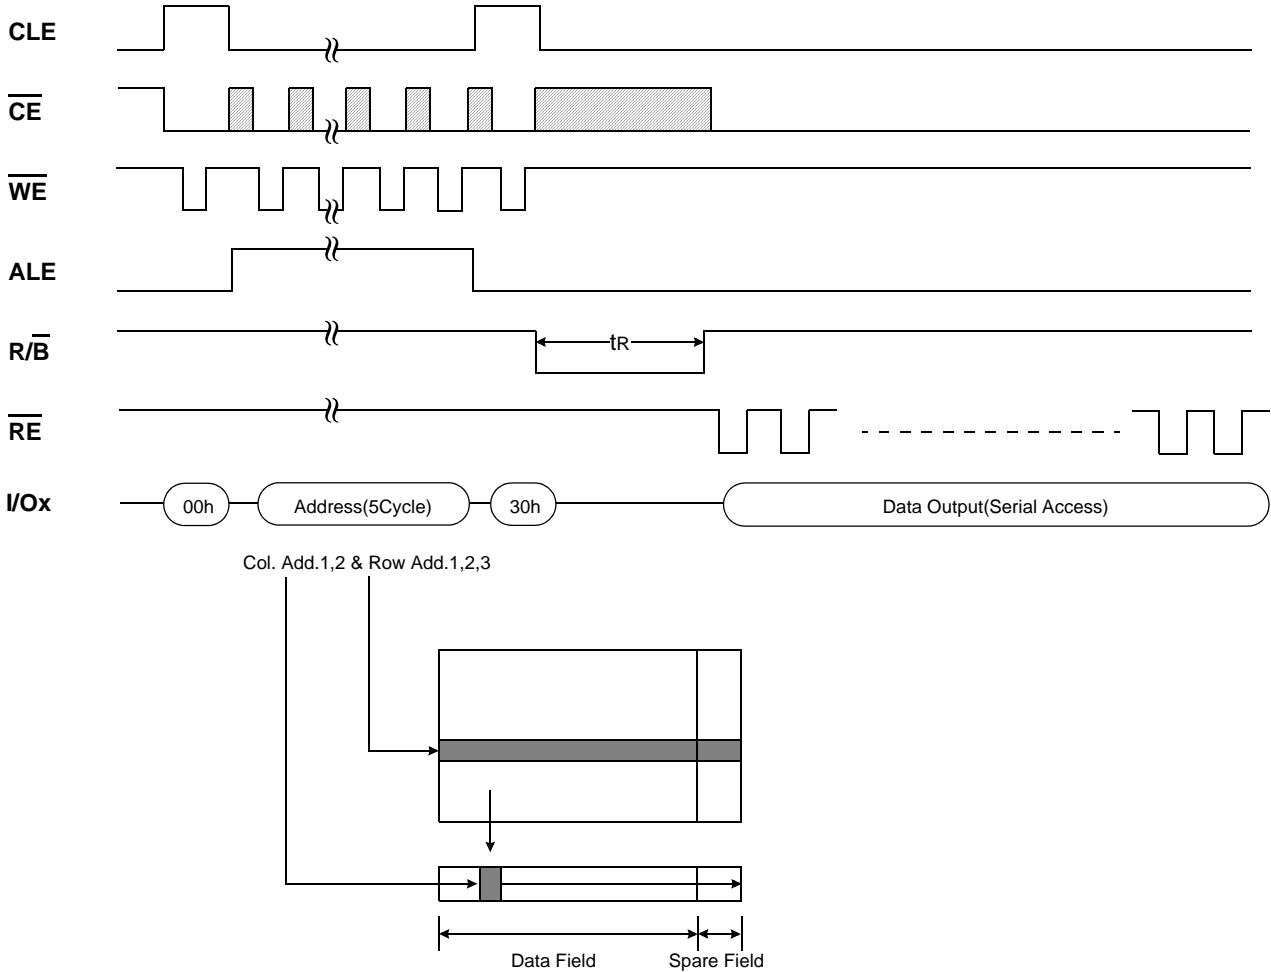 CLE
CE
WE
ALE
R/B
tR
RE
I/Ox
00h
Address(5Cycle)
30h
Data Output(Serial Access)
Col. Add.1,2 & Row Add.1,2,3
Data Field
Spare Field